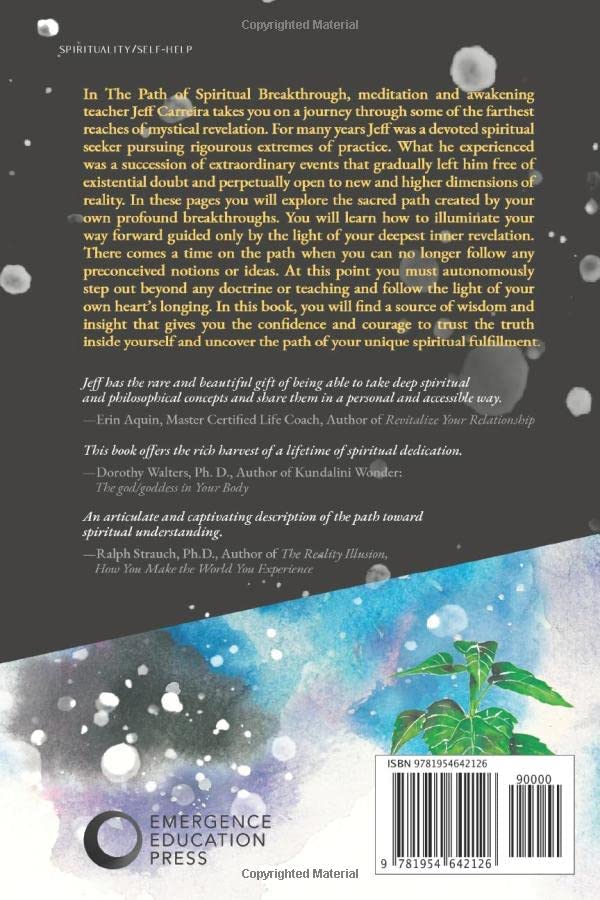 Copyrighted Material
SPIRITUALITY/SELF-HELP
In The Path of Spiritual Breakthrough, meditation and awakening
teacher Jeff Carreira takes you on a journey through some of the farthest
reaches of mystical revelation. For many years Jeff was a devoted spiritual
seeker pursuing rigourous extremes of practice. What he experienced
was a succession of extraordinary events that gradually left him free of
existential doubt and perpetually open to new and higher dimensions of
reality. In these pages you will explore the sacred path created by your
own profound breakthroughs. You will learn how to illuminate your
way forward guided only by the light of your deepest inner revelation.
There comes a time on the path when you can no longer follow any
preconceived notions or ideas. At this point you must autonomously
step out beyond any doctrine or teaching and follow the light of your
own heart's longing. In this book, you will find a source of wisdom and
insight that gives you the confidence and courage to trust the truth
inside yourself and uncover the path of your unique spiritual fulfillment.
Jeff has the rare and beautiful gift of being able to take deep spiritual
and philosophical concepts and share them in a personal and accessible way.
—Erin Aquin, Master Certified Life Coach, Author of Revitalize Your Relationship
This book offers the rich harvest of a lifetime of spiritual dedication.
—Dorothy Walters, Ph. D., Author of Kundalini Wonder:
The god/goddess in Your Body
An articulate and captivating description of the path toward
spiritual understanding.
—Ralph Strauch, Ph.D., Author of The Reality Illusion,
How You Make the World You Experience
ISBN 9781954642126
90000
9 781954 642126
EMERGENCE
EDUCATION
PRESS
Copyrighted Material